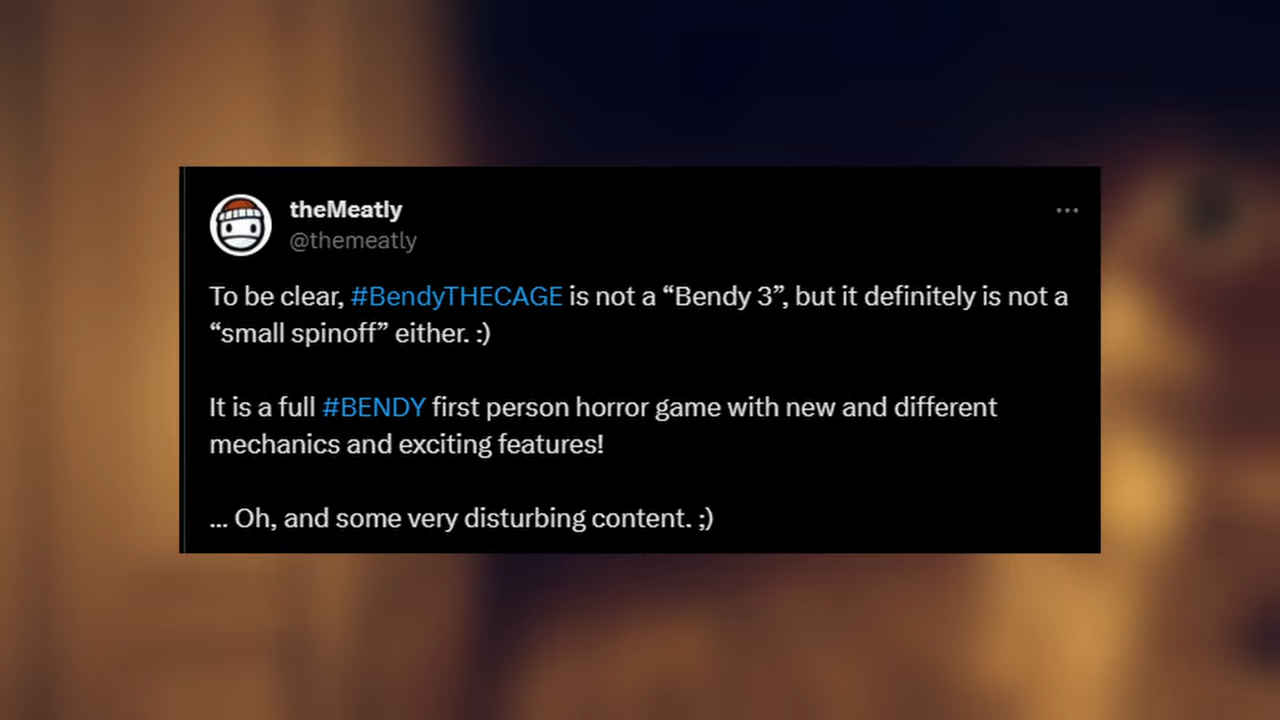 theMeatly
@themeatly
To be clear, #BendyTHECAGE is not a “Bendy 3”, but it definitely is not a
“small spinoff” either. :)
It is a full #BENDY first person horror game with new and different
mechanics and exciting features!
... Oh, and some very disturbing content. ;)